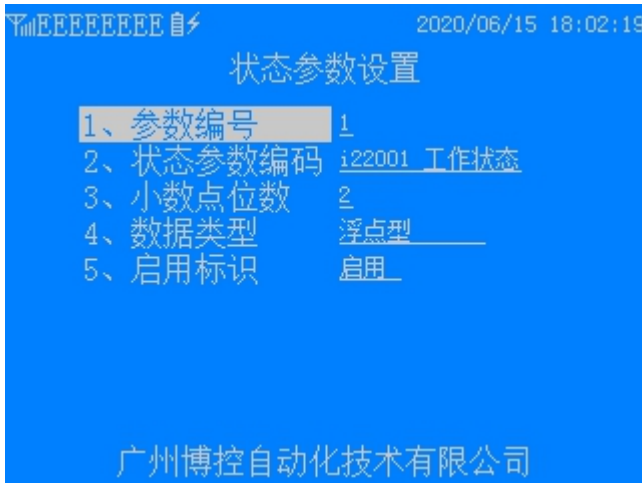 EEEEEEEEE 2020/06/15 18:02:19
状态参数设置
1、参数编号 1
2、状态参数编码 i22001 工作状态
3、小数点位数 2
4、数据类型 浮点型
5、启用标识 启用
广州博控自动化技术有限公司